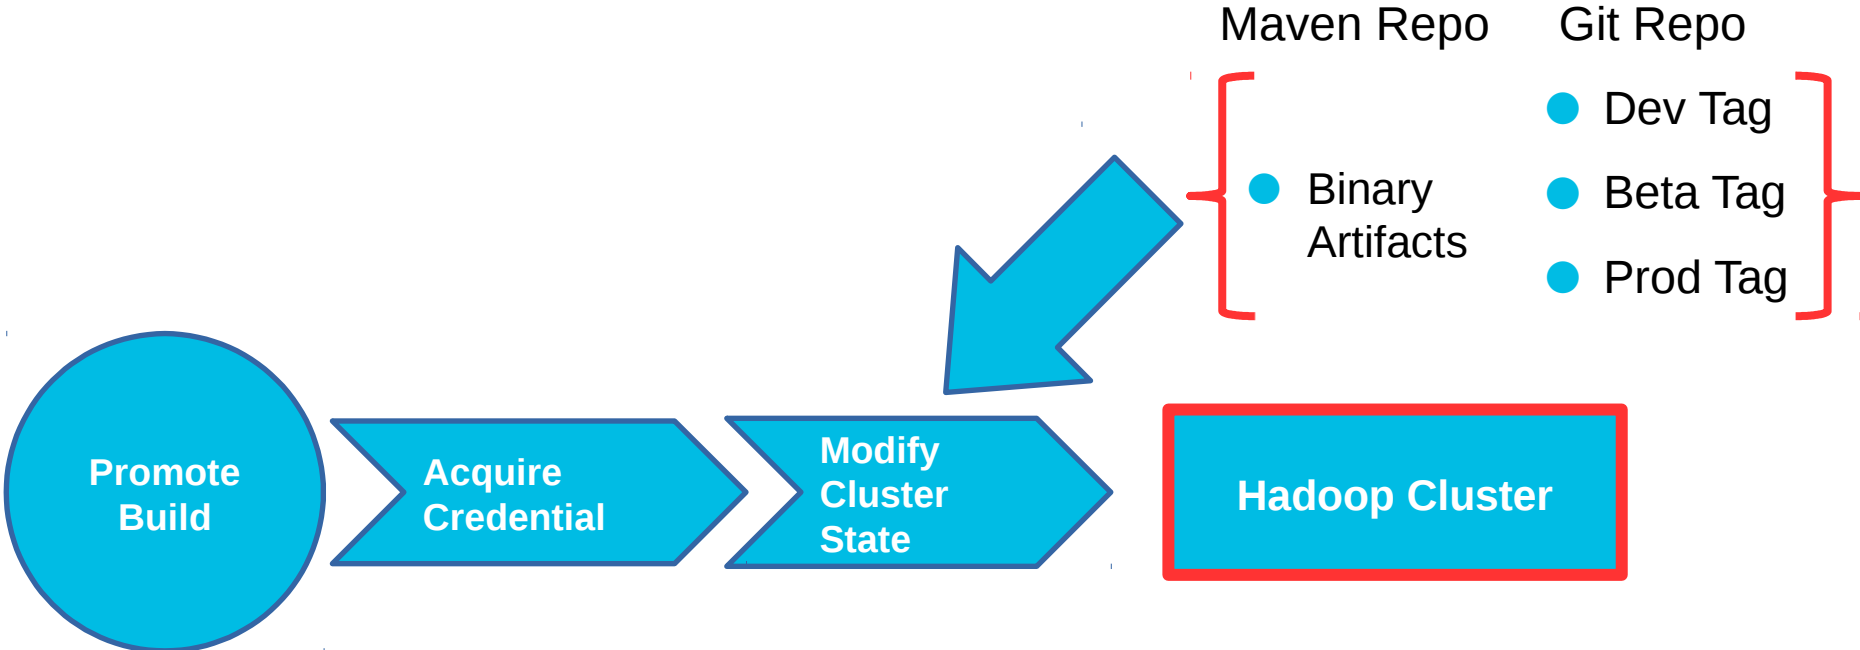 Maven Repo
Git Repo
Binary
Artifacts
Dev Tag
Beta Tag
Prod Tag
Promote
Build
Acquire
Credential
Modify
Cluster
State
Hadoop Cluster